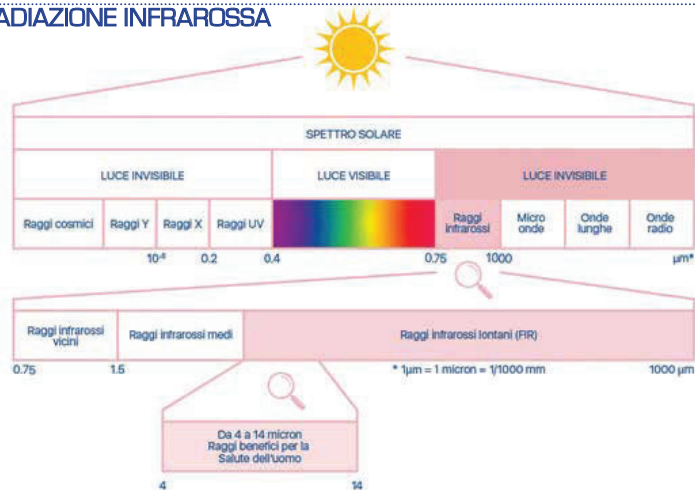 ADIAZIONE INFRAROSSA
SPETTRO SOLARE
LUCE INVISIBILE
LUCE VISIBILE
LUCE INVISIBILE
Raggi cosmici
Raggi Y
Raggi X
Raggi UV
Raggi
infrarossi
Micro
onde
Onde
lunghe
Onde
radio
10⁻⁸ 0.2 0.4 0.75 1000 µm*
Raggi infrarossi
vicini
Raggi infrarossi medi
Raggi infrarossi lontani (FIR)
0.75 1.5 * 1µm = 1 micron = 1/1000 mm 1000 µm
Da 4 a 14 micron
Raggi benefici per la
Salute dell'uomo
4 14